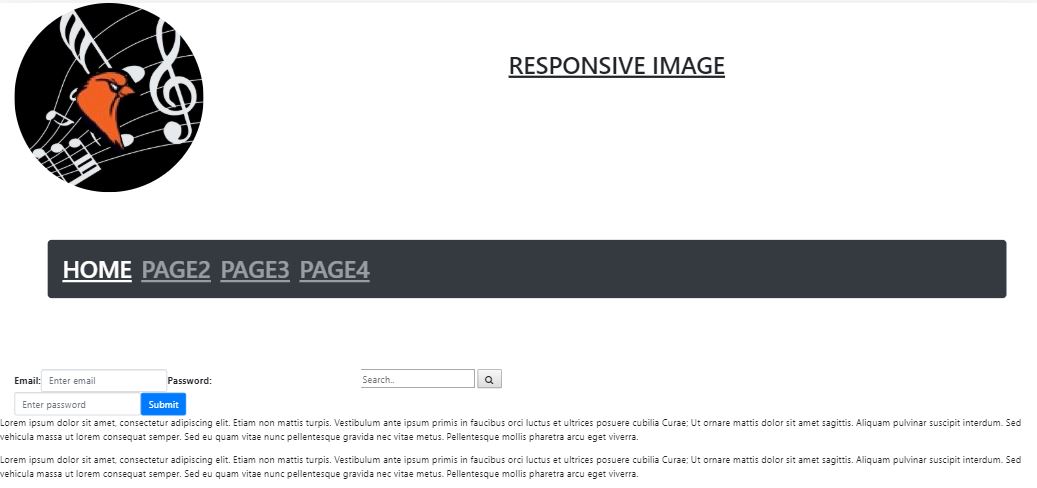 RESPONSIVE IMAGE
HOME PAGE2 PAGE3 PAGE4
Email: Enter email Password: Search..
Enter password Submit
Lorem ipsum dolor sit amet, consectetur adipiscing elit. Etiam non mattis turpis. Vestibulum ante ipsum primis in faucibus orci luctus et ultrices posuere cubilia Curae; Ut ornare mattis dolor sit amet sagittis. Aliquam pulvinar suscipit interdum. Sed
vehicula massa ut lorem consequat semper. Sed eu quam vitae nunc pellentesque gravida nec vitae metus. Pellentesque mollis pharetra arcu eget viverra.
Lorem ipsum dolor sit amet, consectetur adipiscing elit. Etiam non mattis turpis. Vestibulum ante ipsum primis in faucibus orci luctus et ultrices posuere cubilia Curae; Ut ornare mattis dolor sit amet sagittis. Aliquam pulvinar suscipit interdum. Sed
vehicula massa ut lorem consequat semper. Sed eu quam vitae nunc pellentesque gravida nec vitae metus. Pellentesque mollis pharetra arcu eget viverra.